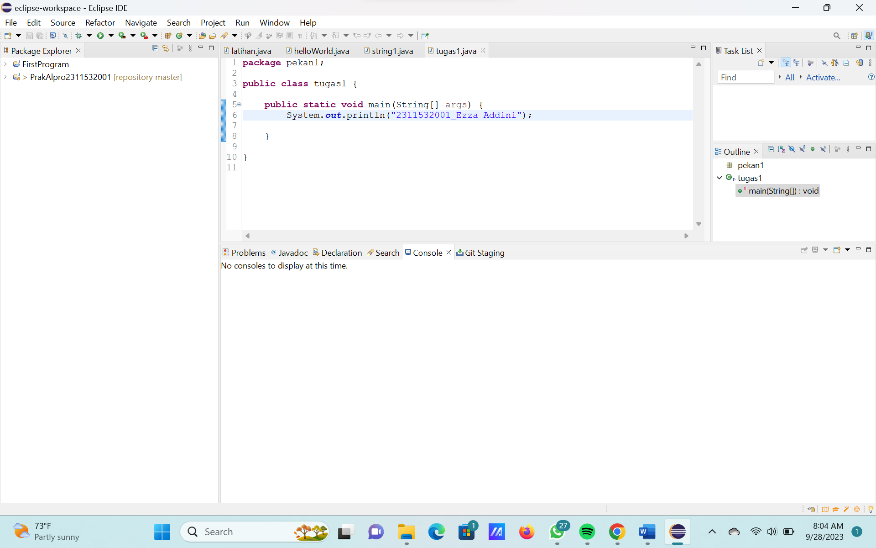 eclipse-workspace - Eclipse IDE
File Edit Source Refactor Navigate Search Project Run Window Help
Package Explorer
FirstProgram
> PrakAlpro2311532001 [repository master]
latihan.java helloWorld.java string1.java tugas1.java
1 package pekan1;
2
3 public class tugas1 {
4
5 public static void main(String[] args) {
6 System.out.println("2311532001_Ezza Addini");
7
8 }
9
10 }
11
Task List
Find All Activate...
Outline
pekan1
tugas1
main(String[]) : void
Problems Javadoc Declaration Search Console Git Staging
No consoles to display at this time.
73°F
Partly sunny
Search
1
27
8:04 AM
9/28/2023
1